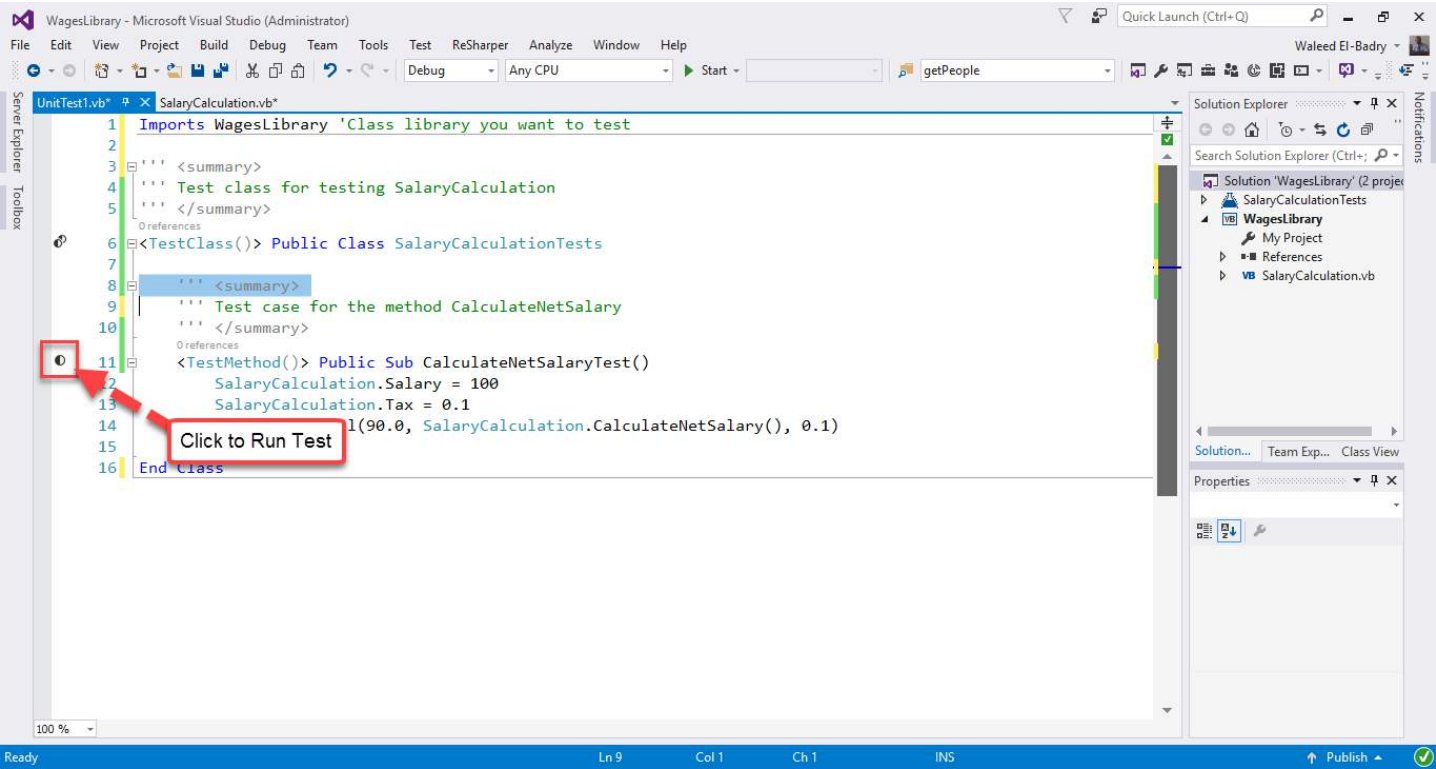 WagesLibrary - Microsoft Visual Studio (Administrator)
Quick Launch (Ctrl+Q)
File Edit View Project Build Debug Team Tools Test ReSharper Analyze Window Help
Waleed El-Badry
Debug Any CPU Start getPeople
Server Explorer
Toolbox
UnitTest1.vb* SalaryCalculation.vb*
1 Imports WagesLibrary 'Class library you want to test
2
3 ''' <summary>
4 ''' Test class for testing SalaryCalculation
5 ''' </summary>
0 references
6 <TestClass()> Public Class SalaryCalculationTests
7
8 ''' <summary>
9 ''' Test case for the method CalculateNetSalary
10 ''' </summary>
0 references
11 <TestMethod()> Public Sub CalculateNetSalaryTest()
12 SalaryCalculation.Salary = 100
13 SalaryCalculation.Tax = 0.1
14 l(90.0, SalaryCalculation.CalculateNetSalary(), 0.1)
15
16 End Class
Click to Run Test
100 %
Solution Explorer
Search Solution Explorer (Ctrl+;
Solution 'WagesLibrary' (2 projec
SalaryCalculationTests
VB WagesLibrary
My Project
References
VB SalaryCalculation.vb
Solution... Team Exp... Class View
Properties
Notifications
Ready Ln 9 Col 1 Ch 1 INS Publish